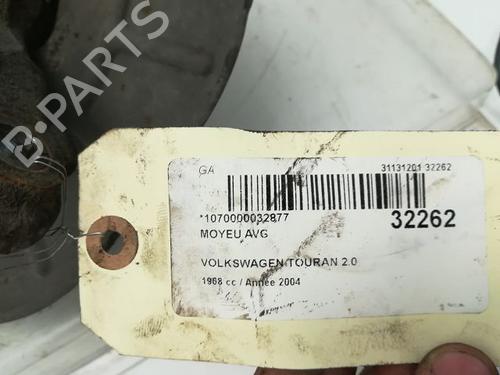 B-PARTS
GA
31131201 32262
*1070000032877
32262
MOYEU AVG
VOLKSWAGEN TOURAN 2.0
1968 cc / Année 2004